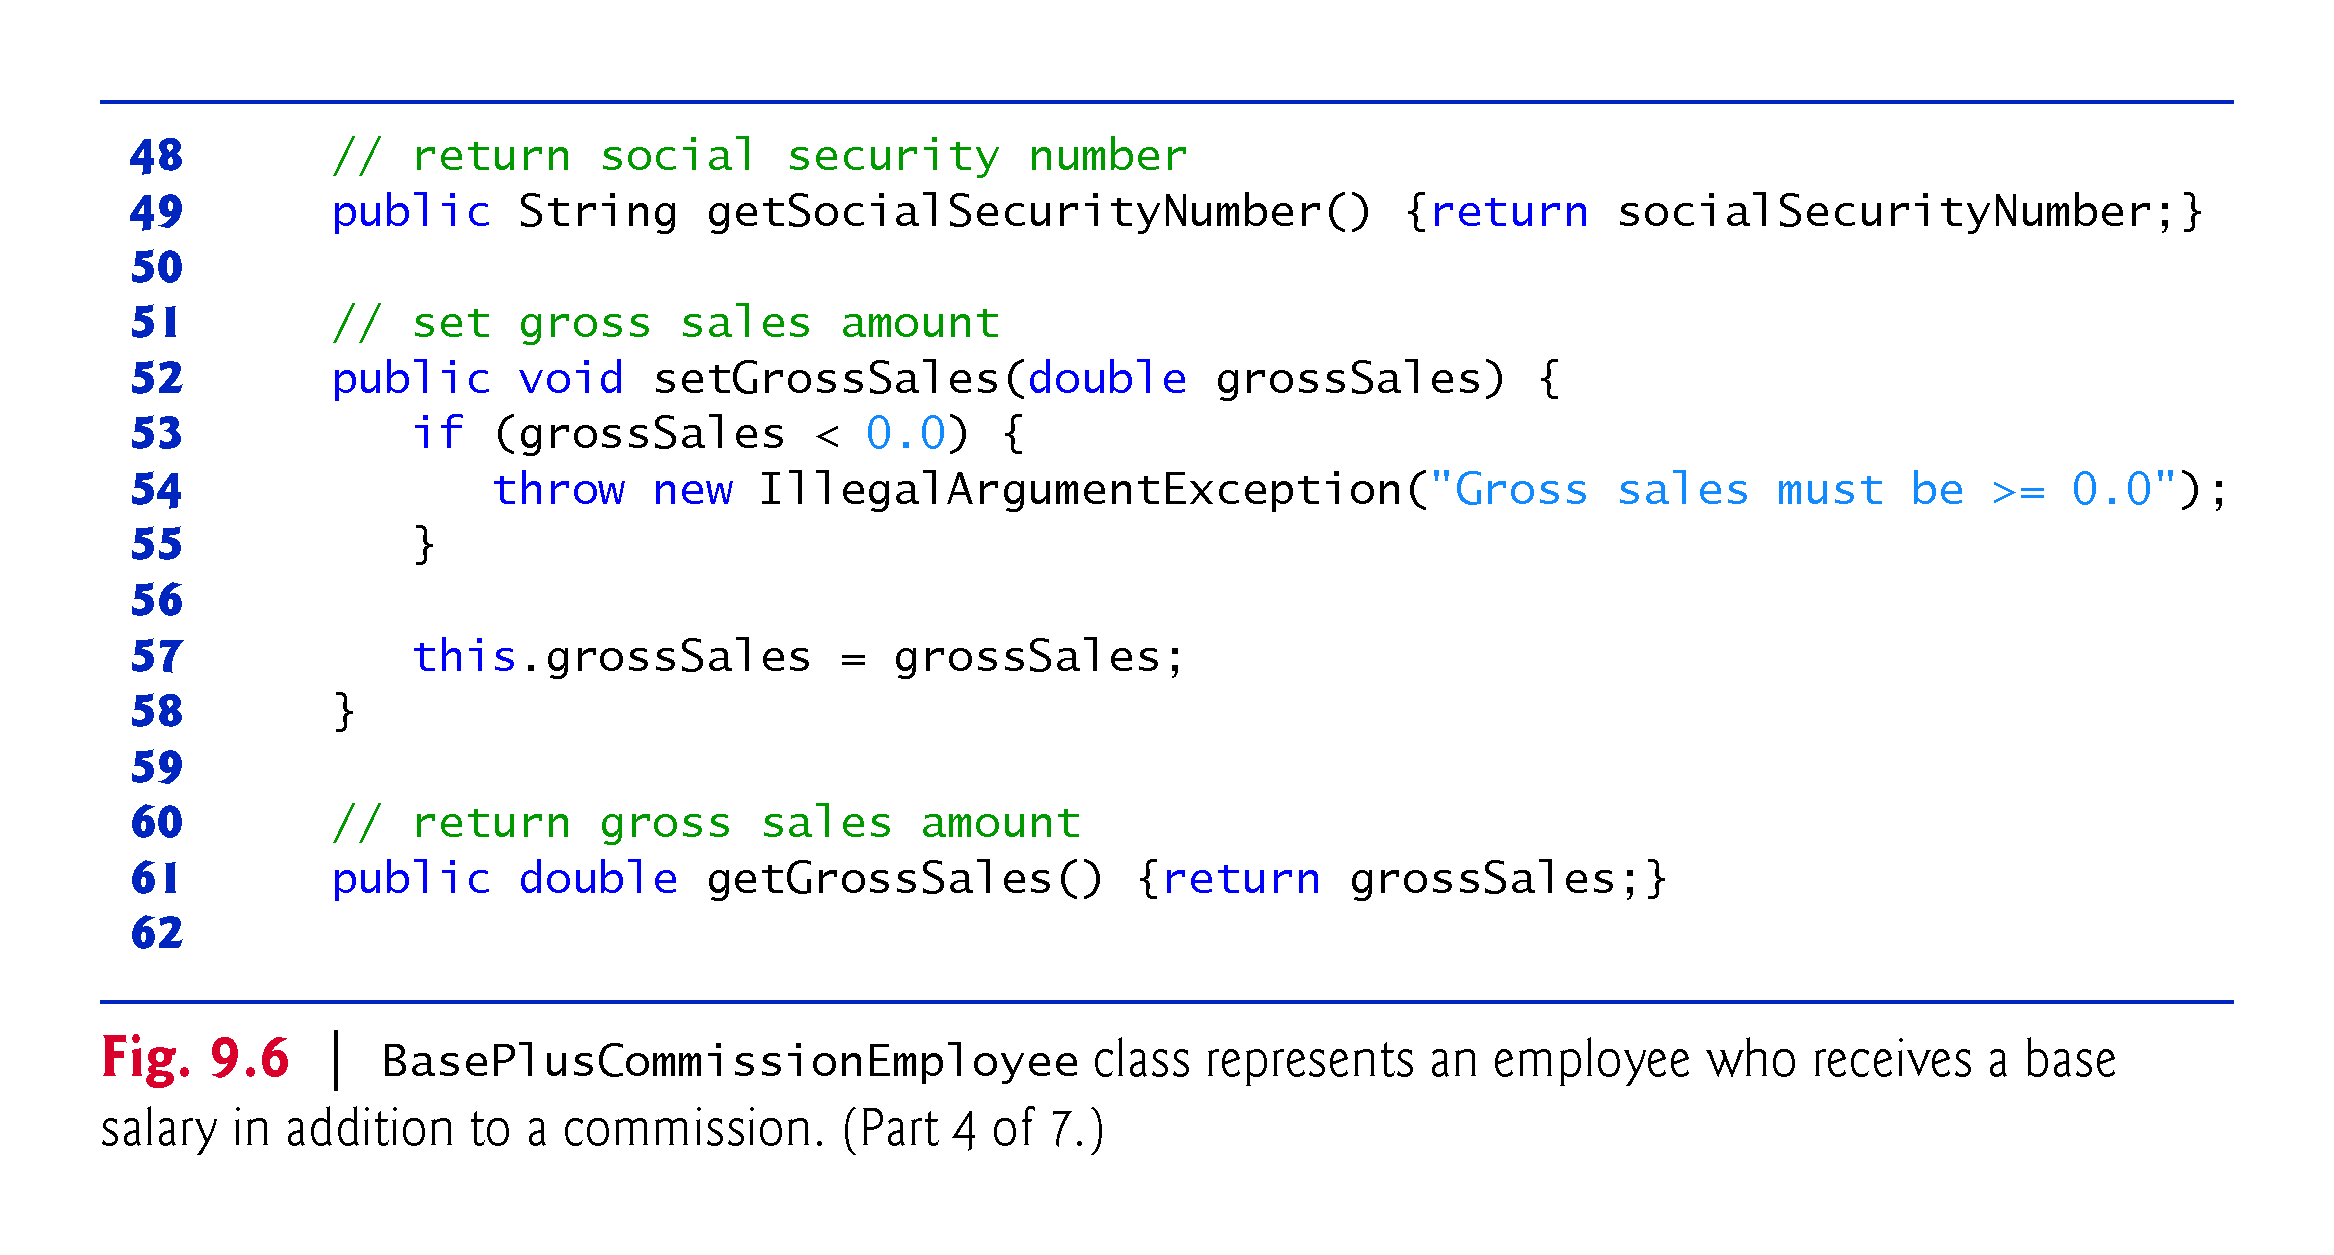 48 // return social security number
49 public String getSocialSecurityNumber() {return socialSecurityNumber;}
50
51 // set gross sales amount
52 public void setGrossSales(double grossSales) {
53 if (grossSales < 0.0) {
54 throw new IllegalArgumentException("Gross sales must be >= 0.0");
55 }
56
57 this.grossSales = grossSales;
58 }
59
60 // return gross sales amount
61 public double getGrossSales() {return grossSales;}
62
Fig. 9.6 | BasePlusCommissionEmployee class represents an employee who receives a base
salary in addition to a commission. (Part 4 of 7.)